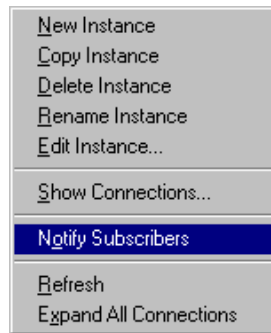 New Instance
Copy Instance
Delete Instance
Rename Instance
Edit Instance...
Show Connections...
Notify Subscribers
Refresh
Expand All Connections